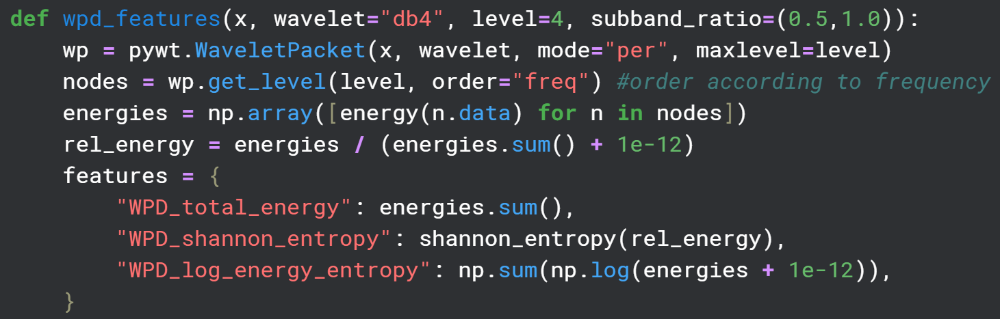 def wpd_features(x, wavelet="db4", level=4, subband_ratio=(0.5,1.0)):
    wp = pywt.WaveletPacket(x, wavelet, mode="per", maxlevel=level)
    nodes = wp.get_level(level, order="freq") #order according to frequency
    energies = np.array([energy(n.data) for n in nodes])
    rel_energy = energies / (energies.sum() + 1e-12)
    features = {
        "WPD_total_energy": energies.sum(),
        "WPD_shannon_entropy": shannon_entropy(rel_energy),
        "WPD_log_energy_entropy": np.sum(np.log(energies + 1e-12)),
    }